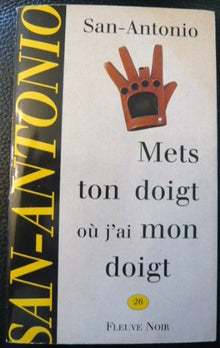 SAN-ANTONIO
San-Antonio
Mets
ton doigt
où j'ai mon
doigt
26
FLEUVE NOIR